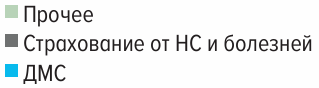 Прочее
Страхование от НС и болезней
ДМС